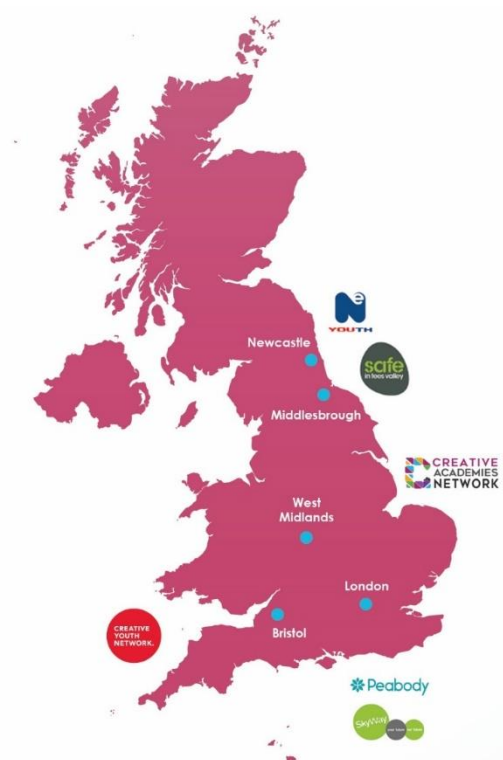 Ne
YOUTH
Newcastle
safe
in tees valley
Middlesbrough
CREATIVE
ACADEMIES
NETWORK
West
Midlands
London
CREATIVE
YOUTH
NETWORK.
Bristol
Peabody
SkyWay